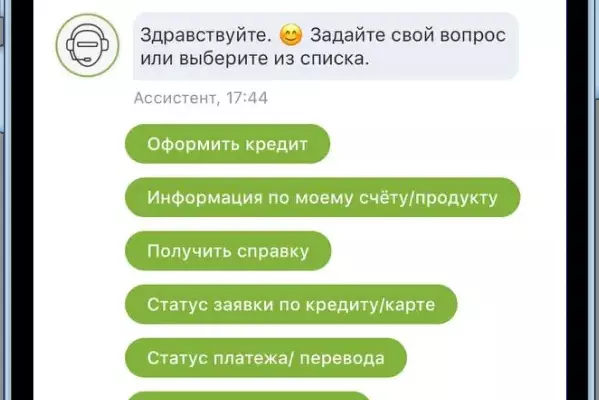 Здравствуйте. 😊 Задайте свой вопрос
или выберите из списка.
Ассистент, 17:44
Оформить кредит
Информация по моему счёту/продукту
Получить справку
Статус заявки по кредиту/карте
Статус платежа/ перевода